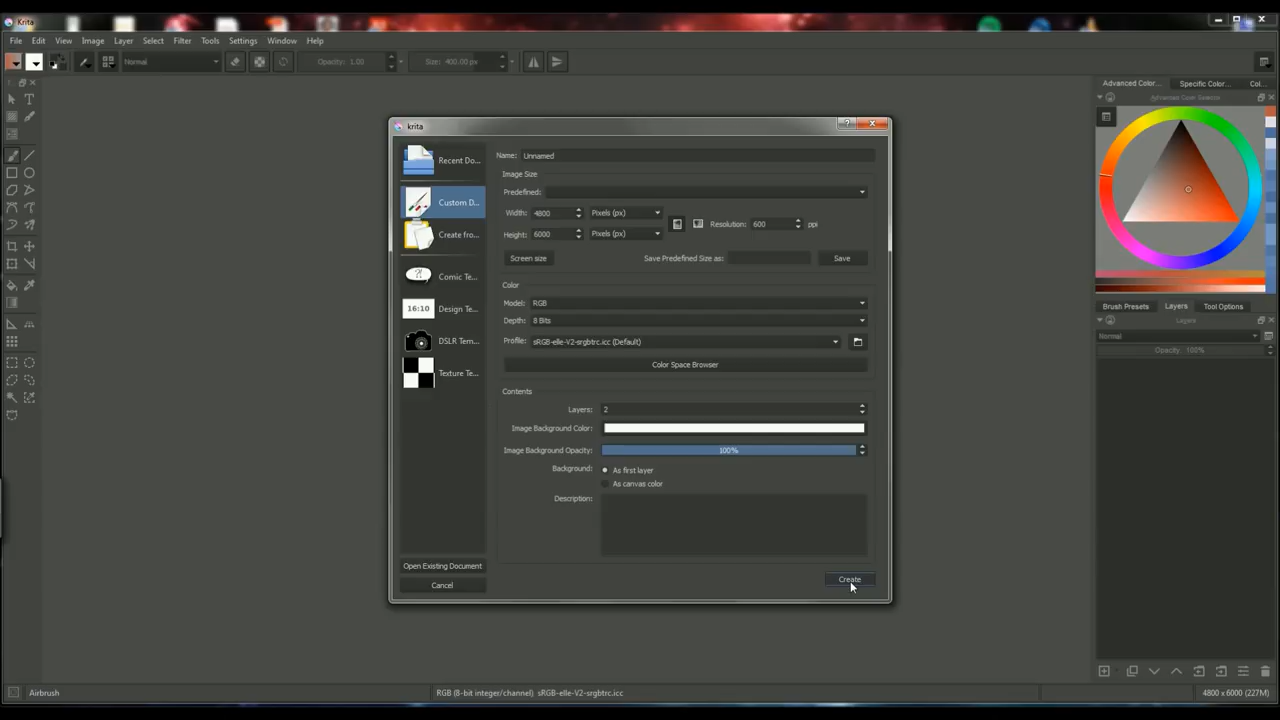 Krita
File Edit View Image Layer Select Filter Tools Settings Window Help
Normal Opacity: 1.00 Size: 400.00 px
Advanced Color... Specific Color... Col...
Advanced Color Selector
krita
Recent Do...
Custom D...
Create fro...
Comic Te...
16:10 Design Te...
DSLR Tem...
Texture Te...
Open Existing Document
Cancel
Name: Unnamed
Image Size
Predefined:
Width: 4800 Pixels (px)
Resolution: 600 ppi
Height: 6000 Pixels (px)
Screen size Save Predefined Size as: Save
Color
Model: RGB
Depth: 8 Bits
Profile: sRGB-elle-V2-srgbtrc.icc (Default)
Color Space Browser
Contents
Layers: 2
Image Background Color:
Image Background Opacity: 100%
Background: As first layer
As canvas color
Description:
Create
Brush Presets Layers Tool Options
Layers
Normal
Opacity: 100%
Airbrush RGB (8-bit integer/channel) sRGB-elle-V2-srgbtrc.icc 4800 x 6000 (227M)